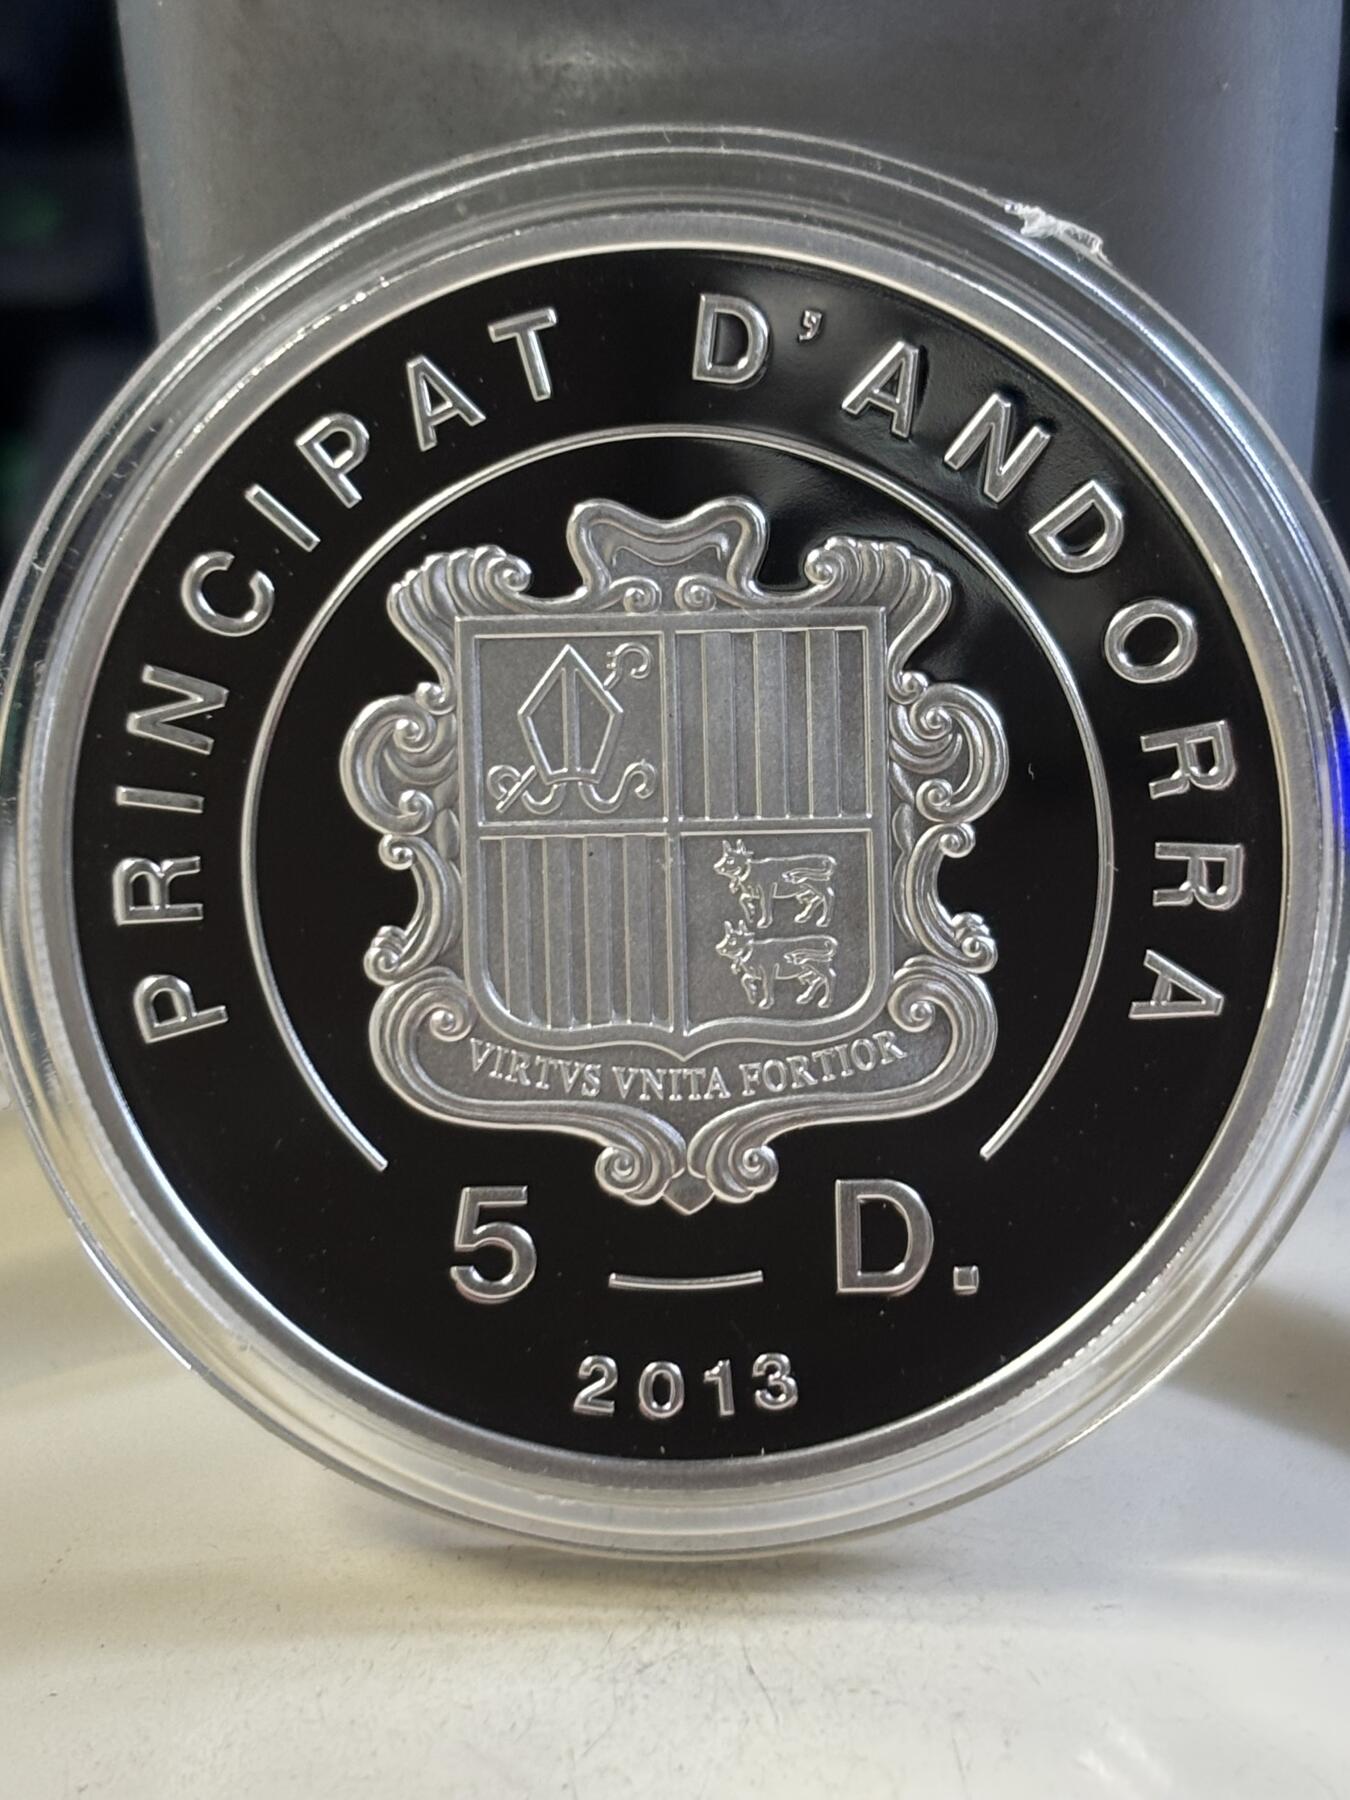 PRINCIPAT D'ANDORRA
VIRTVS VNITA FORTIOR
5 — D.
2013